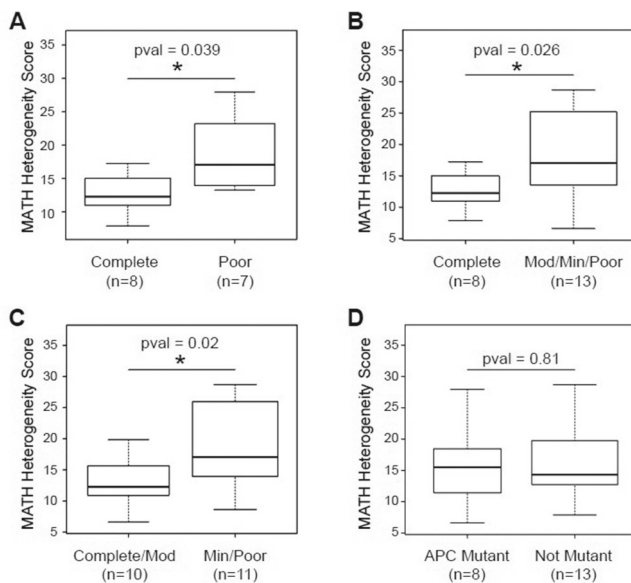 A
MATH Heterogeneity Score
35
30
25
20
15
10
pval = 0.039
*
Complete
(n=8)
Poor
(n=7)
B
MATH Heterogeneity Score
35
30
25
20
15
10
5
pval = 0.026
*
Complete
(n=8)
Mod/Min/Poor
(n=13)
C
MATH Heterogeneity Score
35
30
25
20
15
10
5
pval = 0.02
*
Complete/Mod
(n=10)
Min/Poor
(n=11)
D
MATH Heterogeneity Score
35
30
25
20
15
10
5
pval = 0.81
APC Mutant
(n=8)
Not Mutant
(n=13)